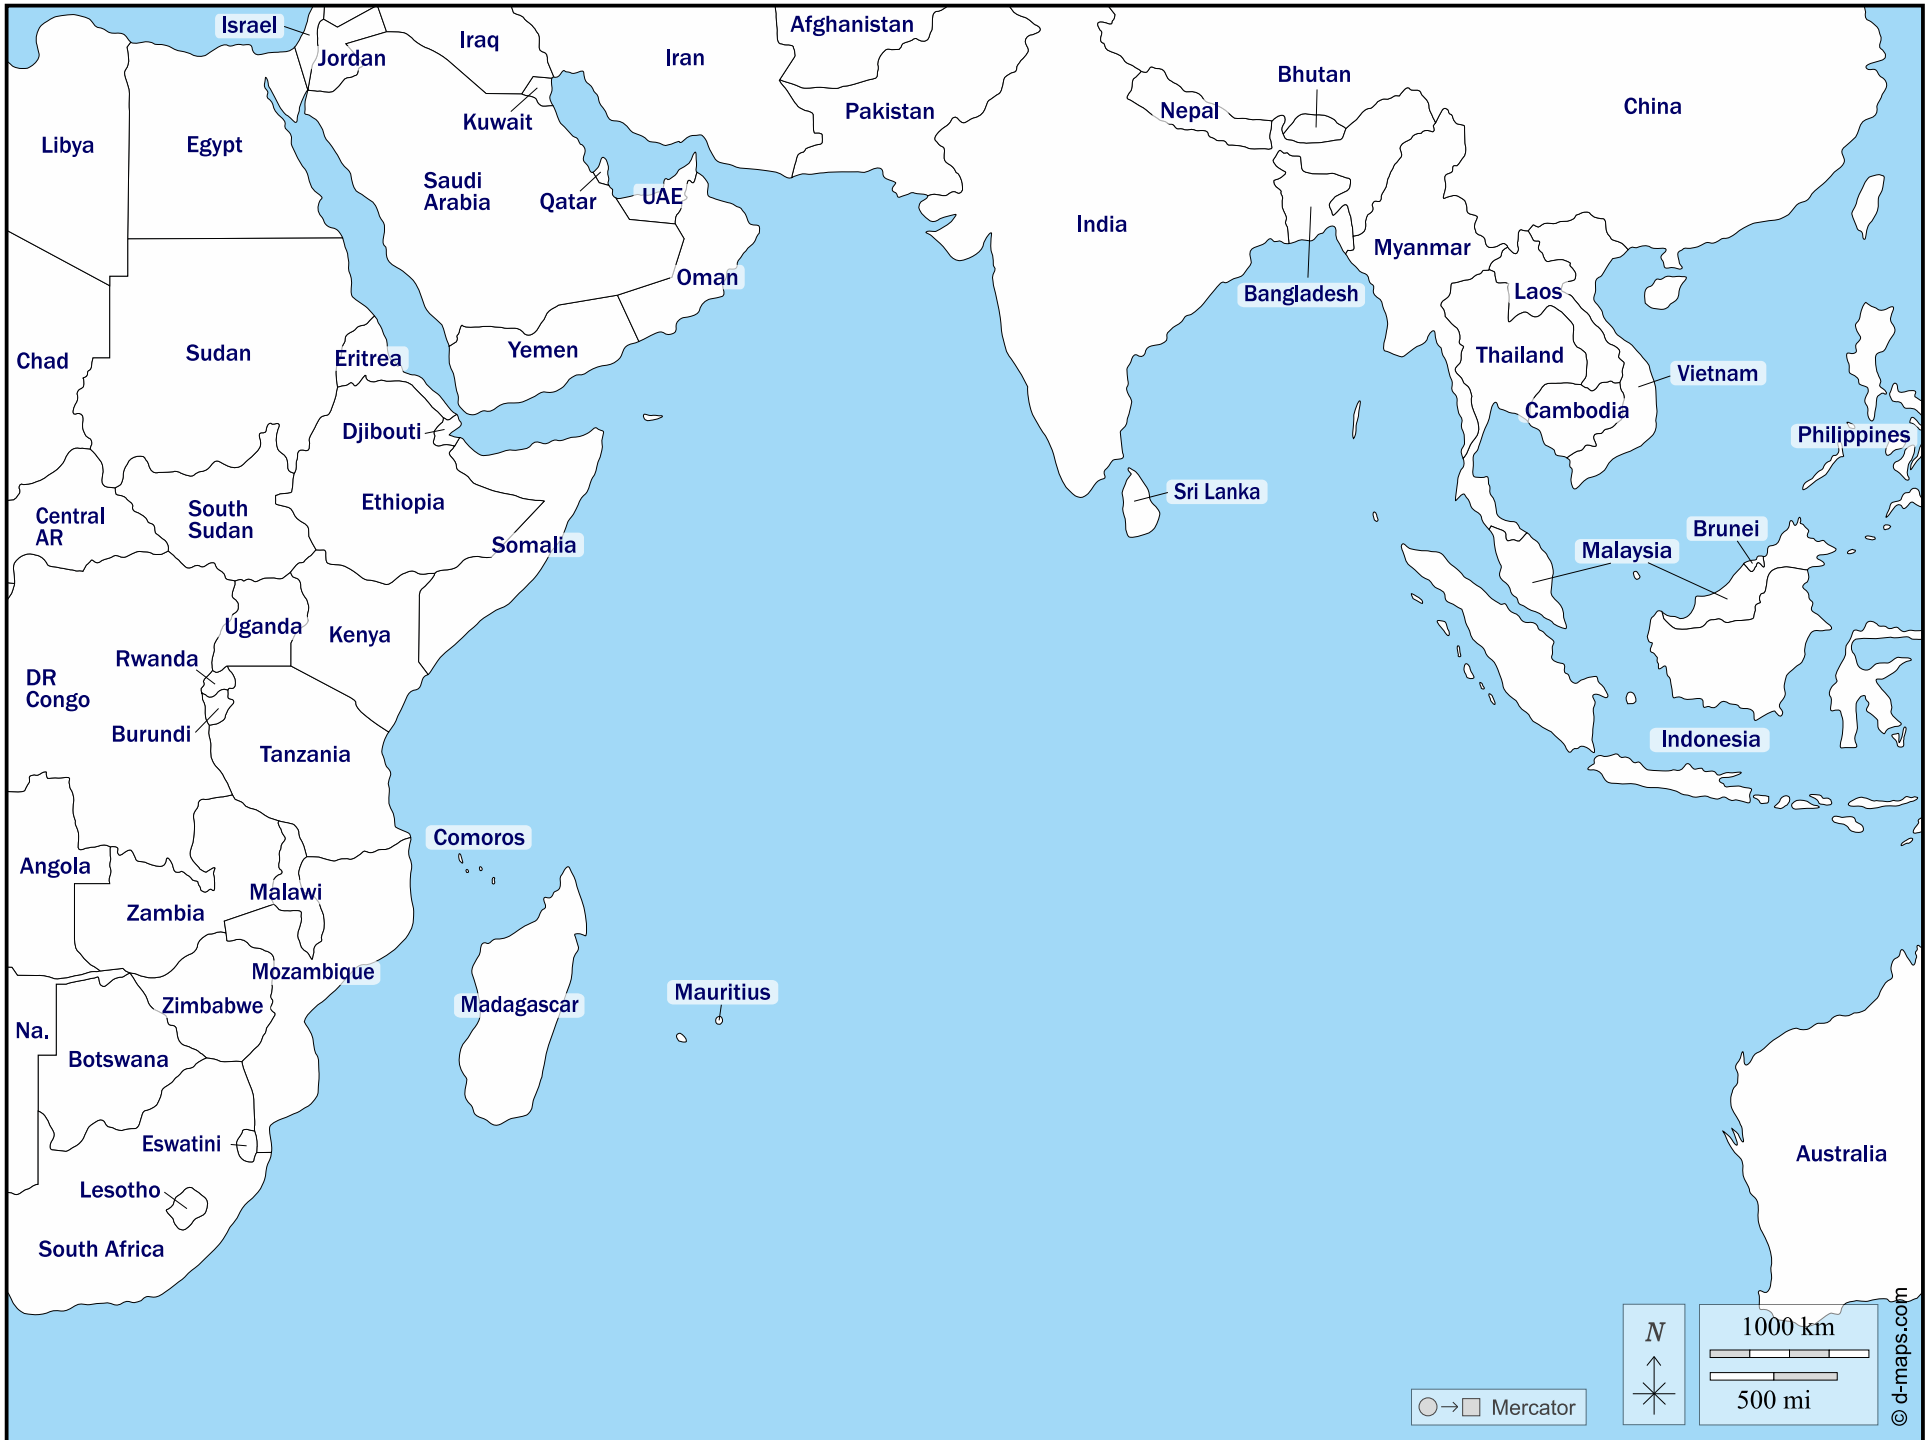 Israel
Jordan
Iraq
Iran
Afghanistan
Pakistan
Kuwait
Libya
Egypt
Saudi
Arabia
Qatar
UAE
Oman
Yemen
Bhutan
Nepal
China
India
Bangladesh
Myanmar
Laos
Thailand
Vietnam
Cambodia
Philippines
Chad
Sudan
Eritrea
Djibouti
Central
AR
South
Sudan
Ethiopia
Somalia
Sri Lanka
Brunei
Malaysia
Uganda
Kenya
Rwanda
DR
Congo
Burundi
Tanzania
Indonesia
Comoros
Angola
Zambia
Malawi
Mozambique
Zimbabwe
Madagascar
Mauritius
Na.
Botswana
Eswatini
Lesotho
South Africa
Australia
N
1000 km
500 mi
Mercator
© d-maps.com